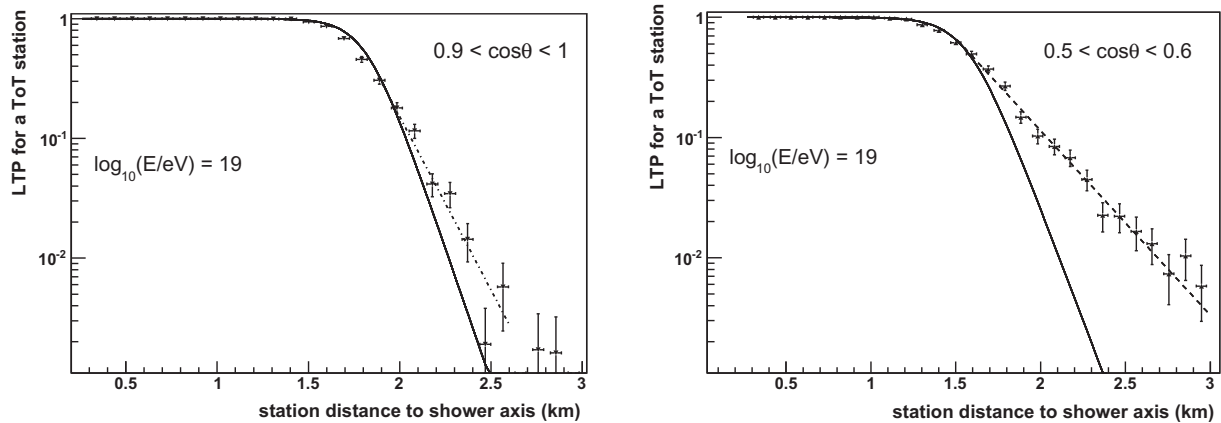 LTP for a ToT station
1
10-1
10-2
0.9 < cosθ < 1
log10(E/eV) = 19
0.5 1 1.5 2 2.5 3
station distance to shower axis (km)
LTP for a ToT station
1
10-1
10-2
0.5 < cosθ < 0.6
log10(E/eV) = 19
0.5 1 1.5 2 2.5 3
station distance to shower axis (km)